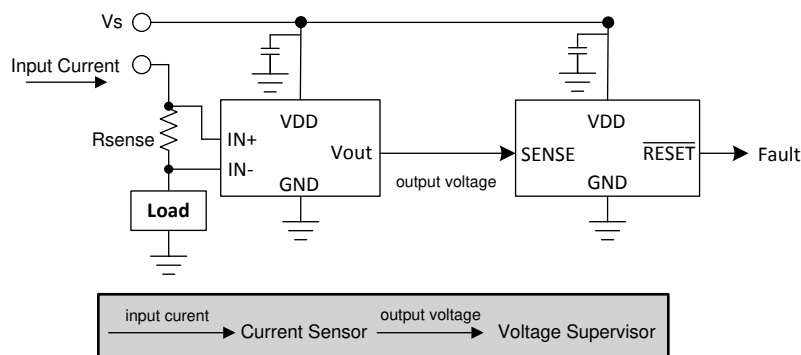 Vs
Input Current
Rsense
IN+
IN-
VDD
Vout
GND
Load
output voltage
VDD
SENSE
RESET
GND
Fault
input curent
Current Sensor
output voltage
Voltage Supervisor